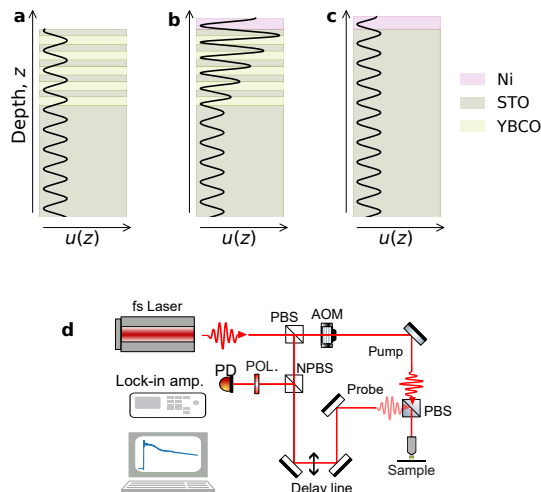 a
b
c
Depth, z
u(z)
u(z)
u(z)
Ni
STO
YBCO
d
fs Laser
PBS
AOM
Pump
PD
POL.
NPBS
Lock-in amp.
Probe
PBS
Sample
Delay line